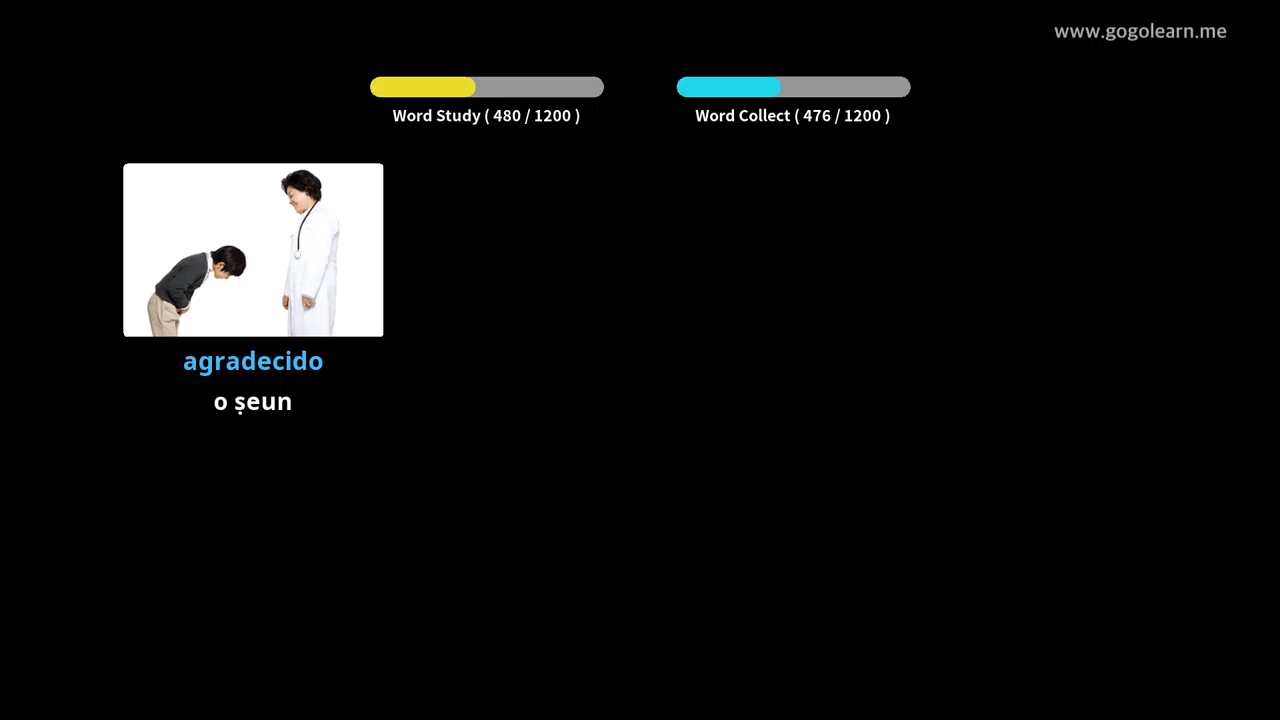 www.gogolearn.me
Word Study ( 480 / 1200 )
Word Collect ( 476 / 1200 )
agradecido
o ṣeun